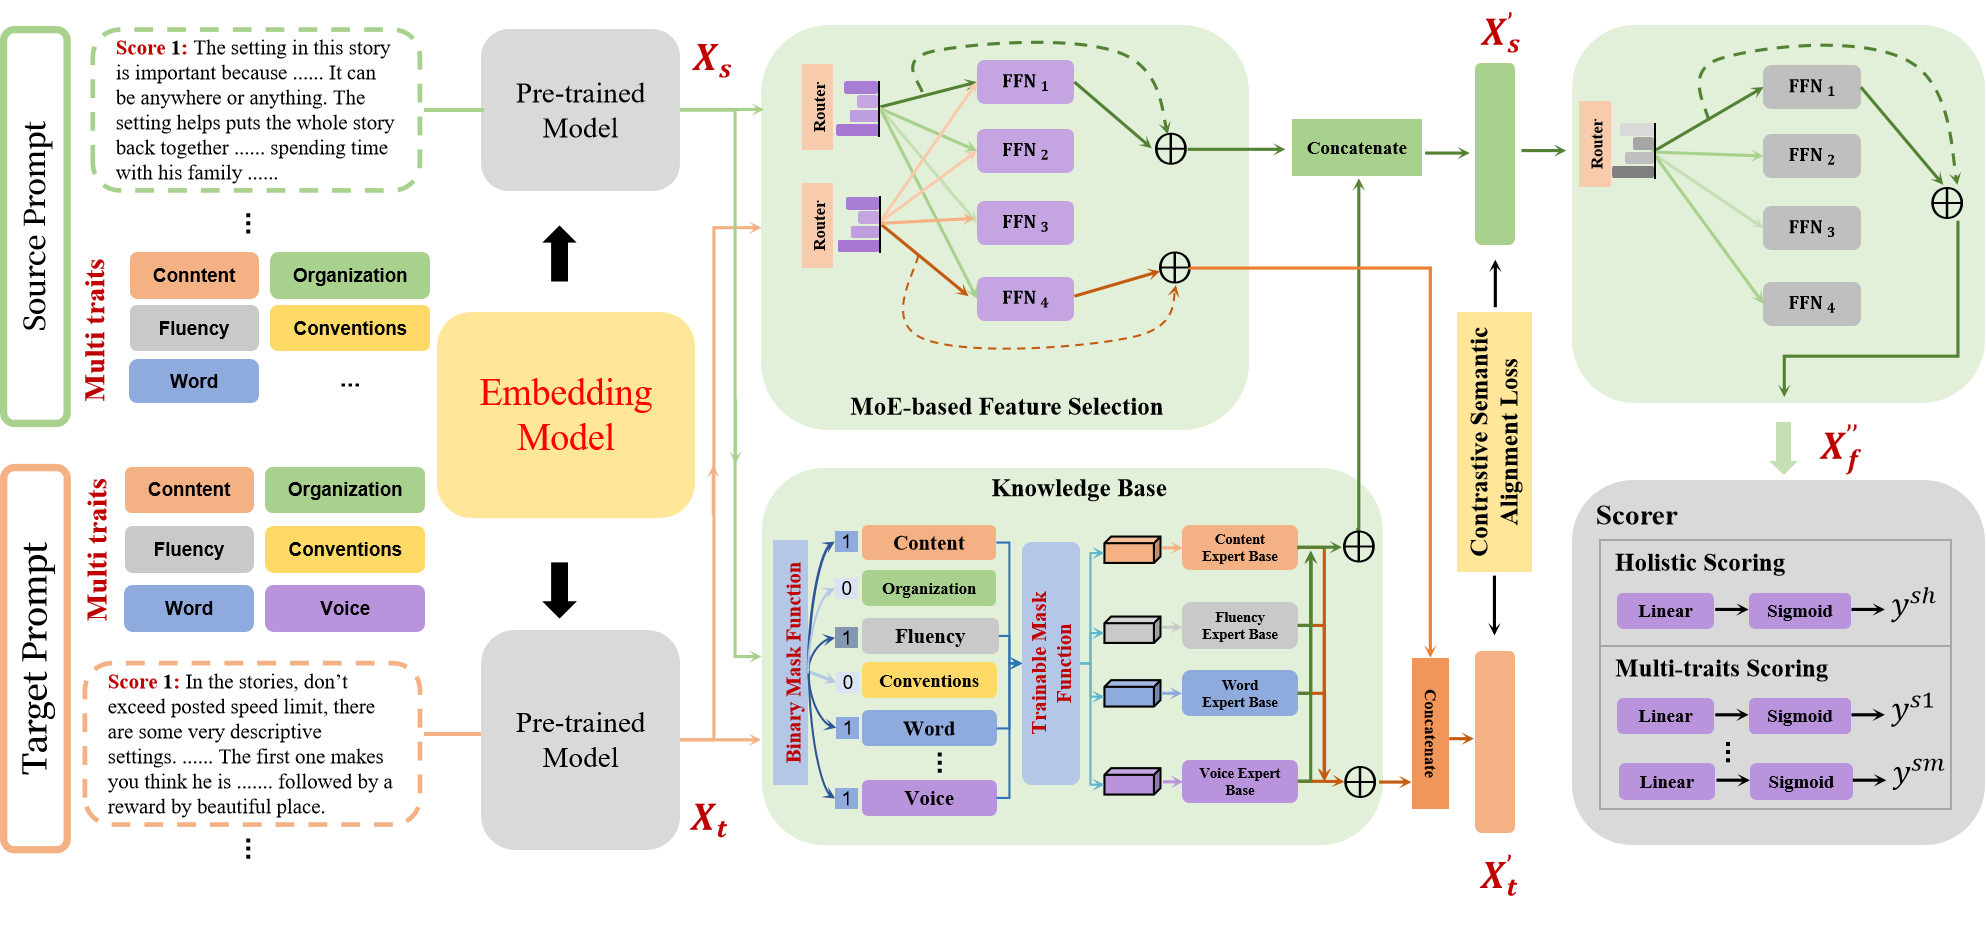 Source Prompt
Score 1: The setting in this story
is important because ...... It can
be anywhere or anything. The
setting helps puts the whole story
back together ...... spending time
with his family ......
...
Multi traits
Conntent
Organization
Fluency
Conventions
Word
...
Target Prompt
Multi traits
Conntent
Organization
Fluency
Conventions
Word
Voice
Score 1: In the stories, don't
exceed posted speed limit, there
are some very descriptive
settings. ...... The first one makes
you think he is ....... followed by a
reward by beautiful place.
...
Pre-trained
Model
Embedding
Model
Pre-trained
Model
X_s
X_t
Router
Router
FFN 1
FFN 2
FFN 3
FFN 4
MoE-based Feature Selection
Knowledge Base
Binary Mask Function
1
Content
0
Organization
1
Fluency
0
Conventions
1
Word
...
1
Voice
Trainable Mask
Function
Content
Expert Base
Fluency
Expert Base
Word
Expert Base
Voice Expert
Base
Concatenate
Concatenate
X'_s
Contrastive Semantic
Alignment Loss
X'_t
Router
FFN 1
FFN 2
FFN 3
FFN 4
X''_f
Scorer
Holistic Scoring
Linear
Sigmoid
y^sh
Multi-traits Scoring
Linear
Sigmoid
y^s1
...
Linear
Sigmoid
y^sm